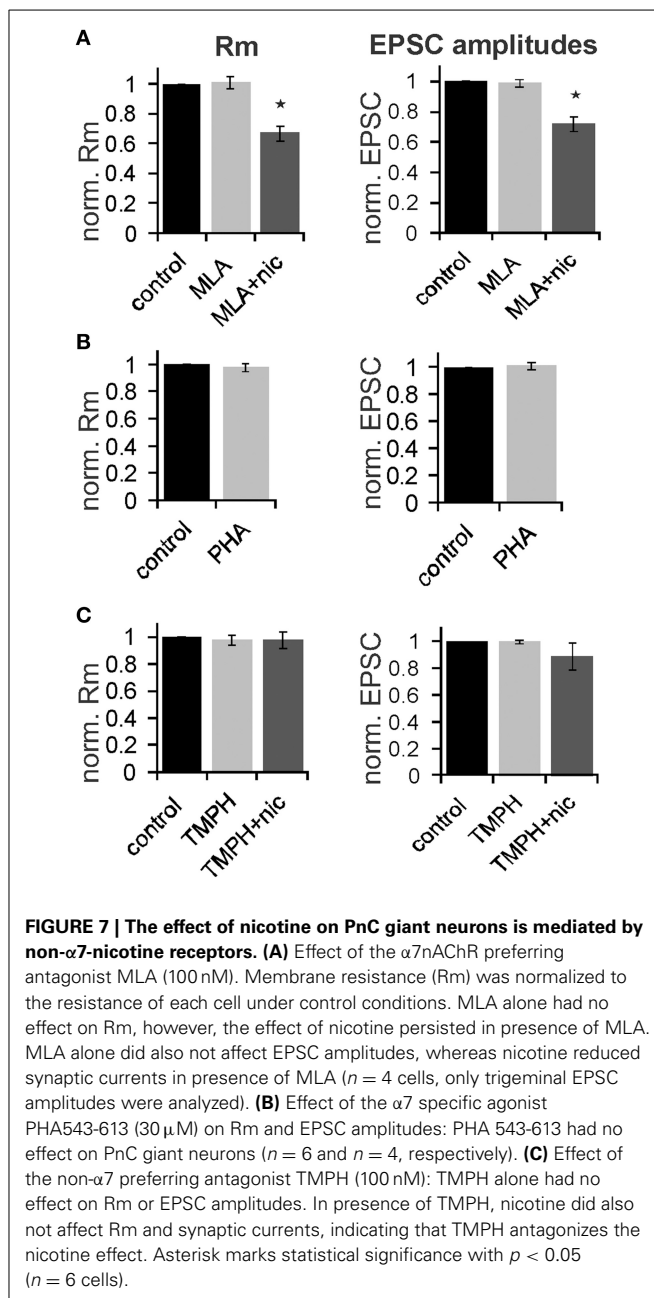 A
Rm
EPSC amplitudes
norm. Rm
1
0.8
0.6
0.4
0.2
0
★
control
MLA
MLA+nic
norm. EPSC
1
0.8
0.6
0.4
0.2
0
★
control
MLA
MLA+nic
B
norm. Rm
1
0.8
0.6
0.4
0.2
0
control
PHA
norm. EPSC
1
0.8
0.6
0.4
0.2
0
control
PHA
C
norm. Rm
1
0.8
0.6
0.4
0.2
0
control
TMPH
TMPH+nic
norm. EPSC
1
0.8
0.6
0.4
0.2
0
control
TMPH
TMPH+nic
FIGURE 7 | The effect of nicotine on PnC giant neurons is mediated by
non-α7-nicotine receptors. (A) Effect of the α7nAChR preferring
antagonist MLA (100 nM). Membrane resistance (Rm) was normalized to
the resistance of each cell under control conditions. MLA alone had no
effect on Rm, however, the effect of nicotine persisted in presence of MLA.
MLA alone did also not affect EPSC amplitudes, whereas nicotine reduced
synaptic currents in presence of MLA (n = 4 cells, only trigeminal EPSC
amplitudes were analyzed). (B) Effect of the α7 specific agonist
PHA543-613 (30 μM) on Rm and EPSC amplitudes: PHA 543-613 had no
effect on PnC giant neurons (n = 6 and n = 4, respectively). (C) Effect of
the non-α7 preferring antagonist TMPH (100 nM): TMPH alone had no
effect on Rm or EPSC amplitudes. In presence of TMPH, nicotine did also
not affect Rm and synaptic currents, indicating that TMPH antagonizes the
nicotine effect. Asterisk marks statistical significance with p < 0.05
(n = 6 cells).